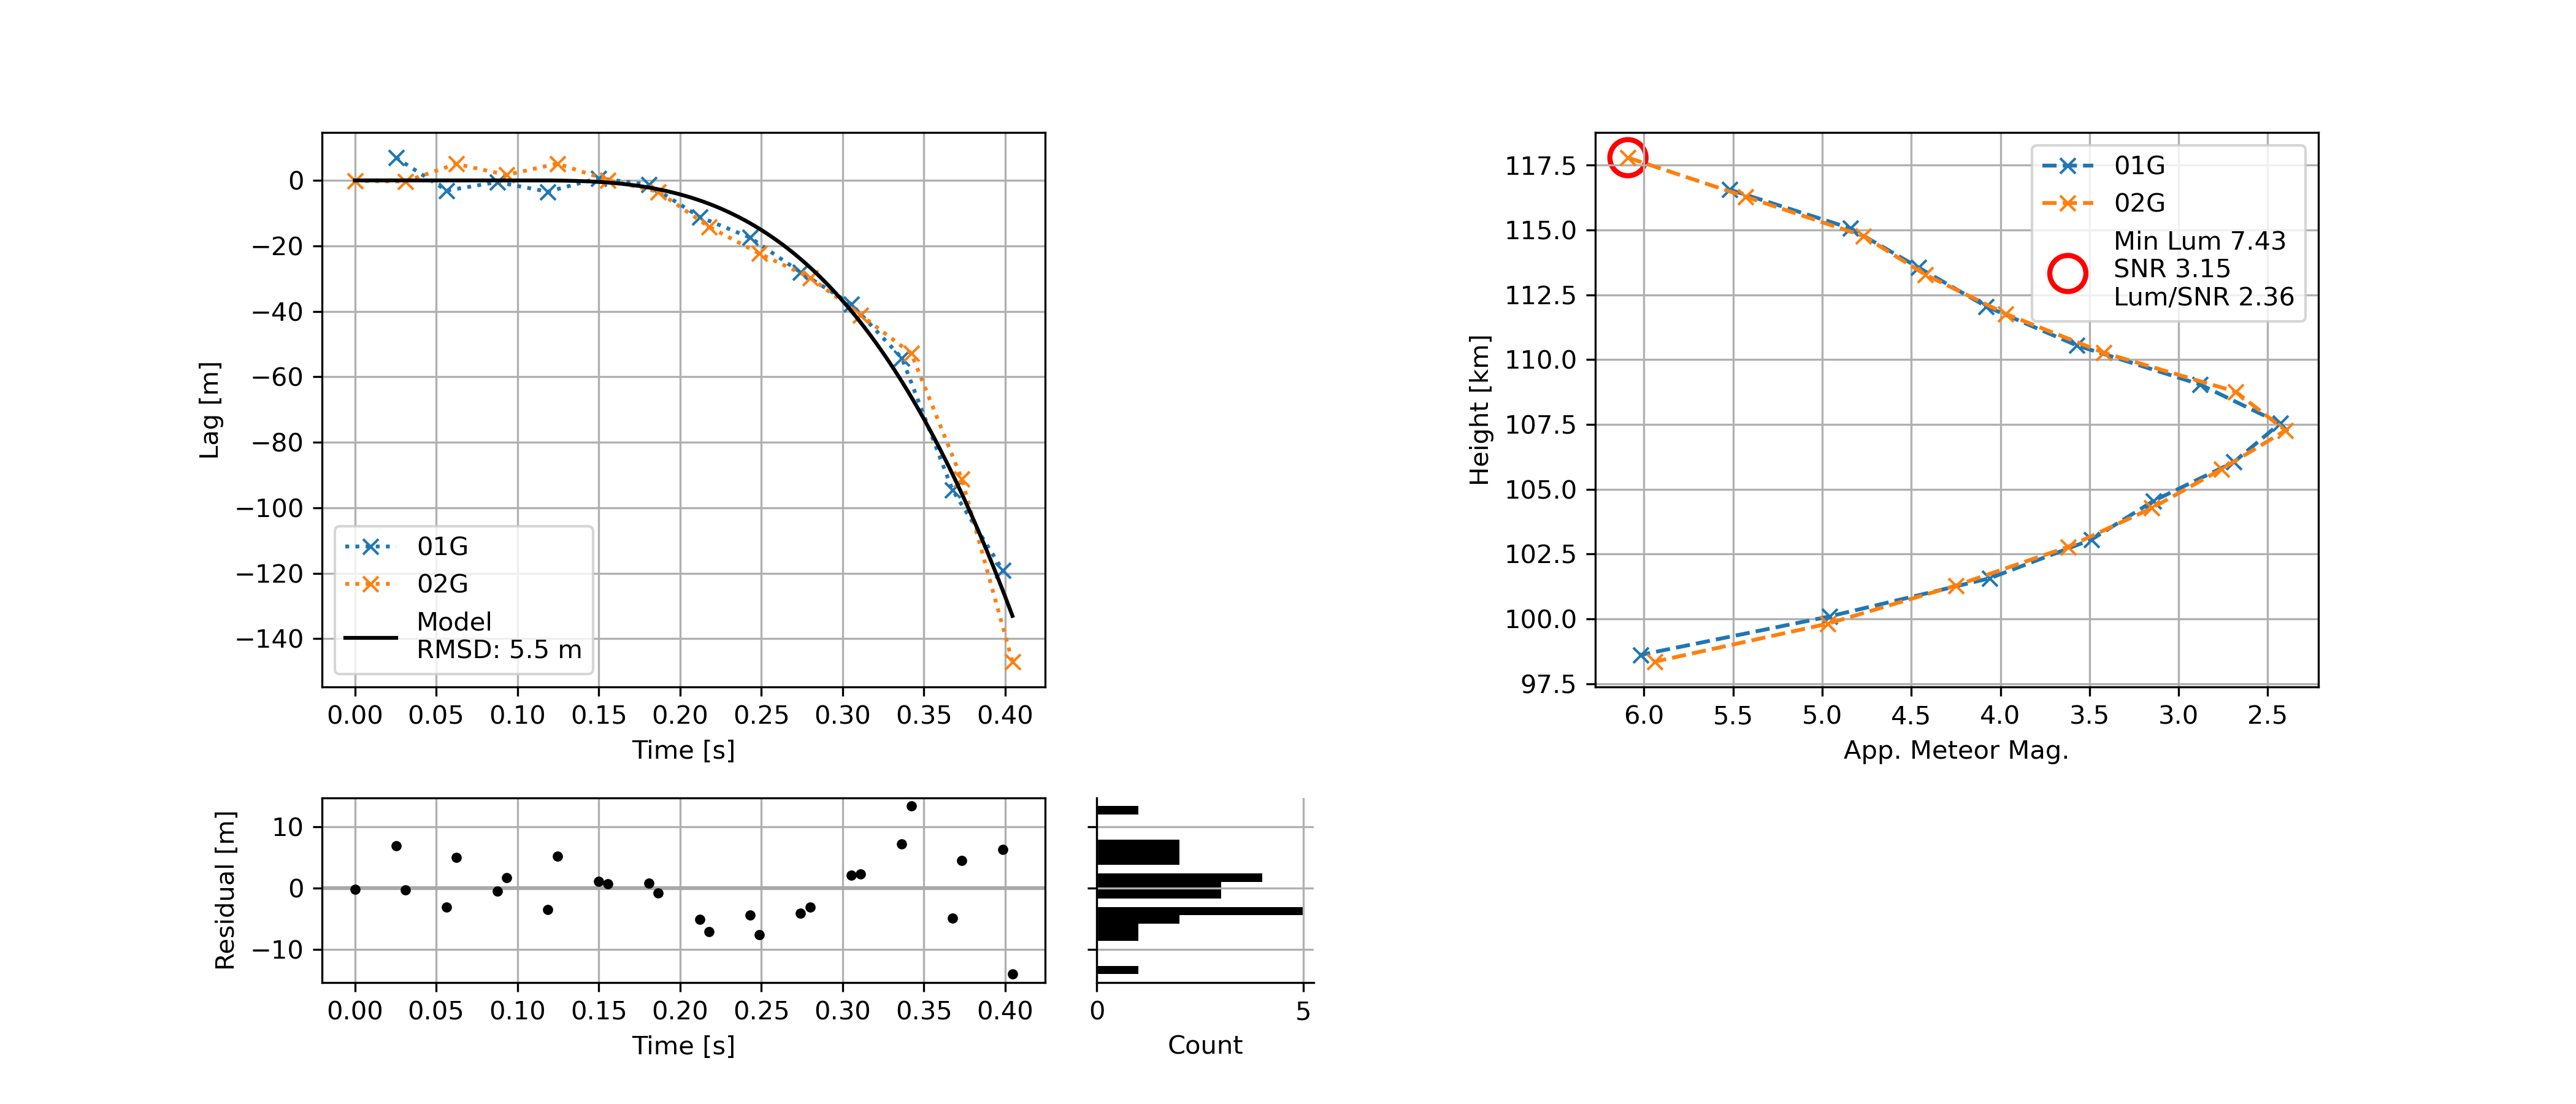 0
−20
−40
−60
−80
−100
−120
−140
Lag [m]
01G
02G
Model
RMSD: 5.5 m
0.00 0.05 0.10 0.15 0.20 0.25 0.30 0.35 0.40
Time [s]
117.5
115.0
112.5
110.0
107.5
105.0
102.5
100.0
97.5
Height [km]
01G
02G
Min Lum 7.43
SNR 3.15
Lum/SNR 2.36
6.0 5.5 5.0 4.5 4.0 3.5 3.0 2.5
App. Meteor Mag.
10
0
−10
Residual [m]
0.00 0.05 0.10 0.15 0.20 0.25 0.30 0.35 0.40
Time [s]
0 5
Count